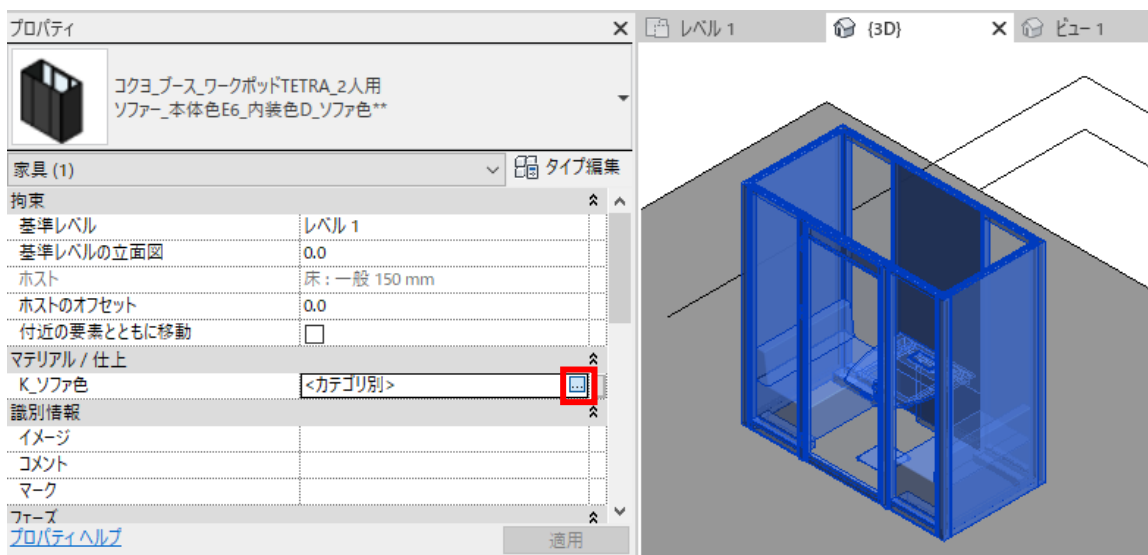 プロパティ
コクヨ_ブース_ワークポッドTETRA_2人用
ソファー_本体色E6_内装色D_ソファ色**
家具 (1)
タイプ編集
拘束
基準レベル
レベル 1
基準レベルの立面図
0.0
ホスト
床 : 一般 150 mm
ホストのオフセット
0.0
付近の要素とともに移動
マテリアル / 仕上
K_ソファ色
<カテゴリ別>
...
識別情報
イメージ
コメント
マーク
フェーズ
プロパティ ヘルプ
適用
レベル 1
{3D}
ビュー 1